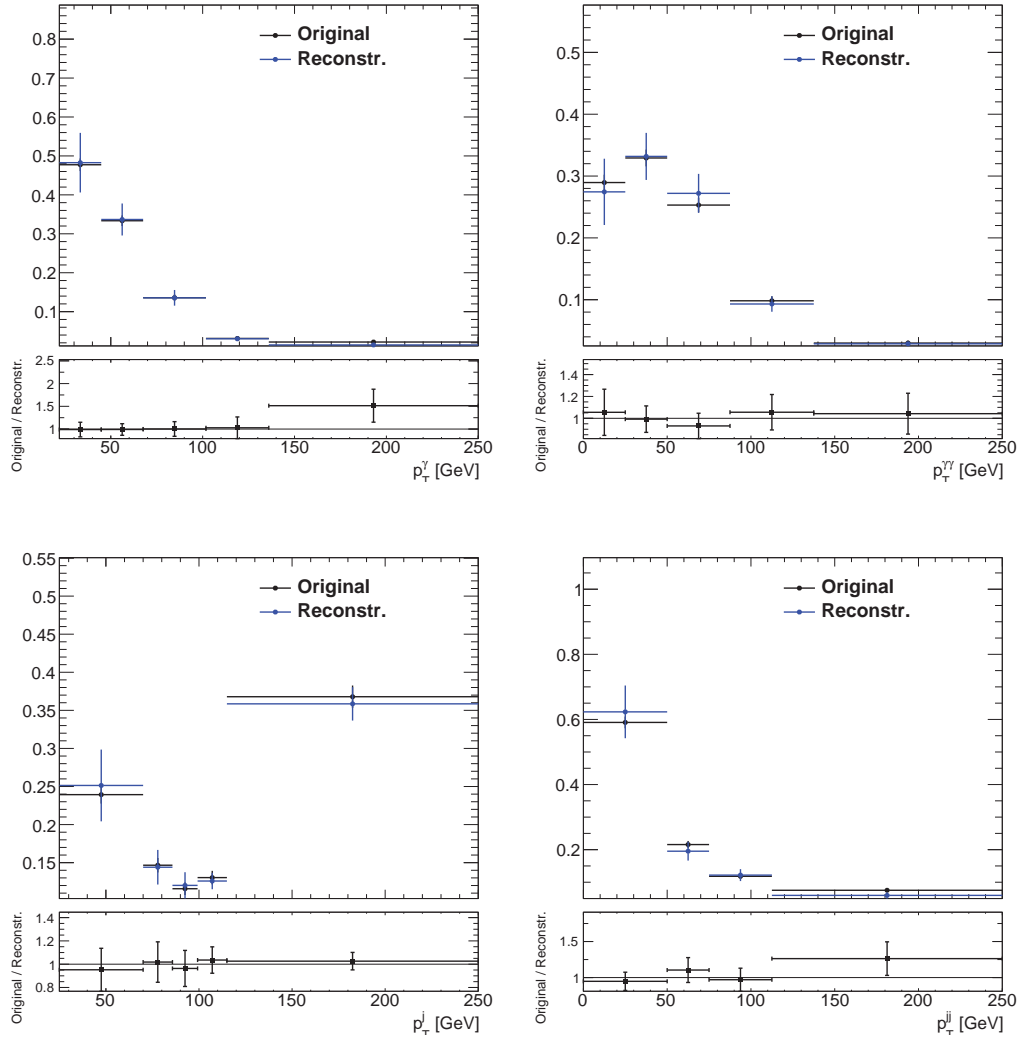 0.8
0.7
0.6
0.5
0.4
0.3
0.2
0.1
Original
Reconstr.
2.5
2
1.5
1
Original / Reconstr.
50 100 150 200 250
p_T^γ [GeV]
0.5
0.4
0.3
0.2
0.1
Original
Reconstr.
1.4
1.2
1
0.8
Original / Reconstr.
0 50 100 150 200 250
p_T^γγ [GeV]
0.55
0.5
0.45
0.4
0.35
0.3
0.25
0.2
0.15
Original
Reconstr.
1.4
1.2
1
0.8
Original / Reconstr.
50 100 150 200 250
p_T^j [GeV]
1
0.8
0.6
0.4
0.2
Original
Reconstr.
1.5
1
Original / Reconstr.
0 50 100 150 200 250
p_T^jj [GeV]